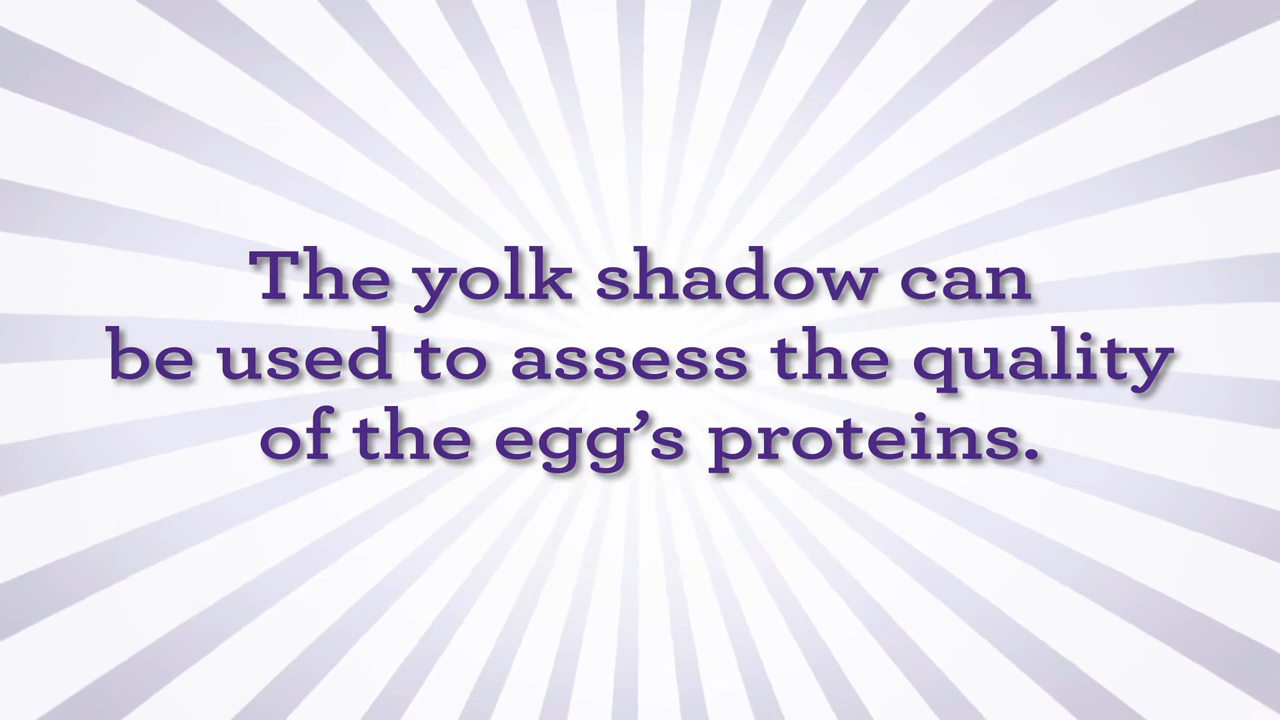 The yolk shadow can
be used to assess the quality
of the egg’s proteins.